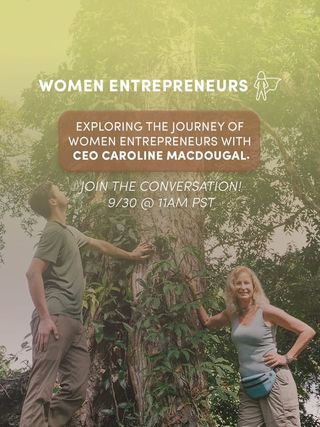 WOMEN ENTREPRENEURS
EXPLORING THE JOURNEY OF
WOMEN ENTREPRENEURS WITH
CEO CAROLINE MACDOUGAL.
JOIN THE CONVERSATION!
9/30 @ 11AM PST